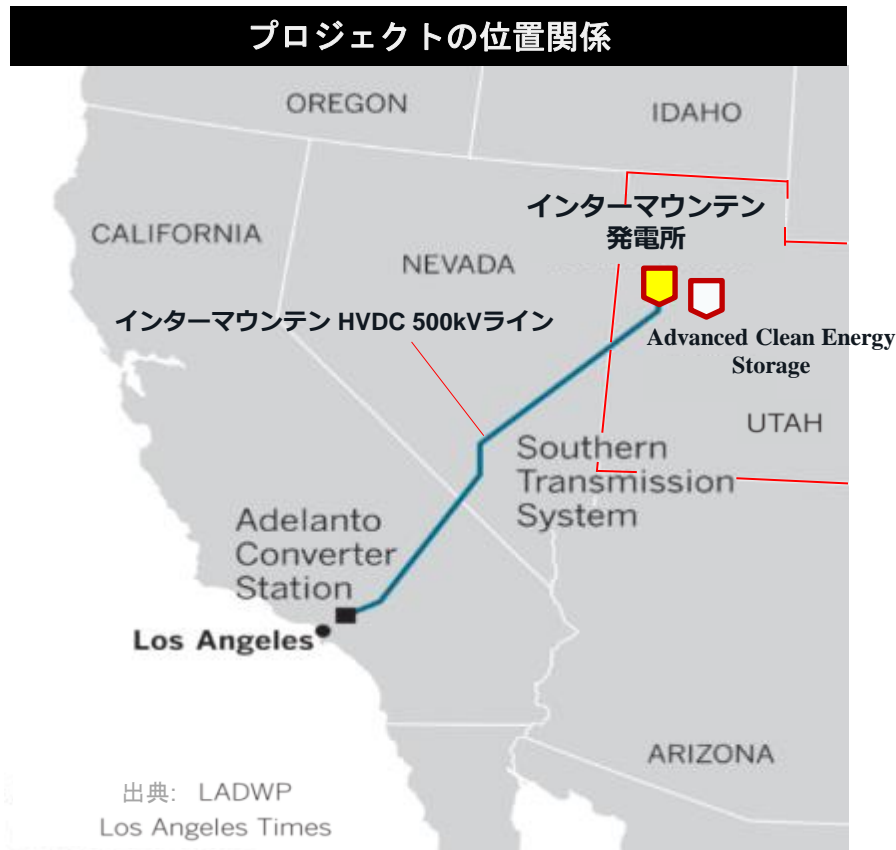 プロジェクトの位置関係
OREGON
IDAHO
インターマウンテン
発電所
CALIFORNIA
NEVADA
インターマウンテン HVDC 500kVライン
Advanced Clean Energy
Storage
UTAH
Southern
Transmission
System
Adelanto
Converter
Station
Los Angeles
ARIZONA
出典: LADWP
Los Angeles Times